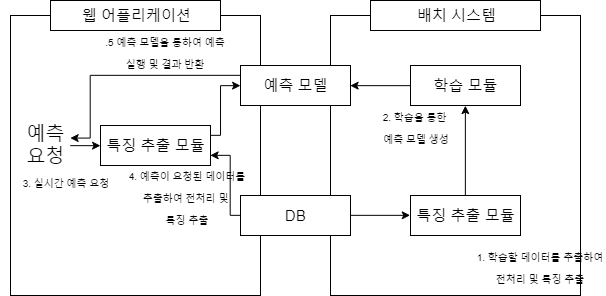 웹 어플리케이션
배치 시스템
.5 예측 모델을 통하여 예측
실행 및 결과 반환
예측 모델
학습 모듈
2. 학습을 통한
예측 모델 생성
예측
요청
특징 추출 모듈
3. 실시간 예측 요청
4. 예측이 요청된 데이터를
추출하여 전처리 및
특징 추출
DB
특징 추출 모듈
1. 학습할 데이터를 추출하여
전처리 및 특징 추출